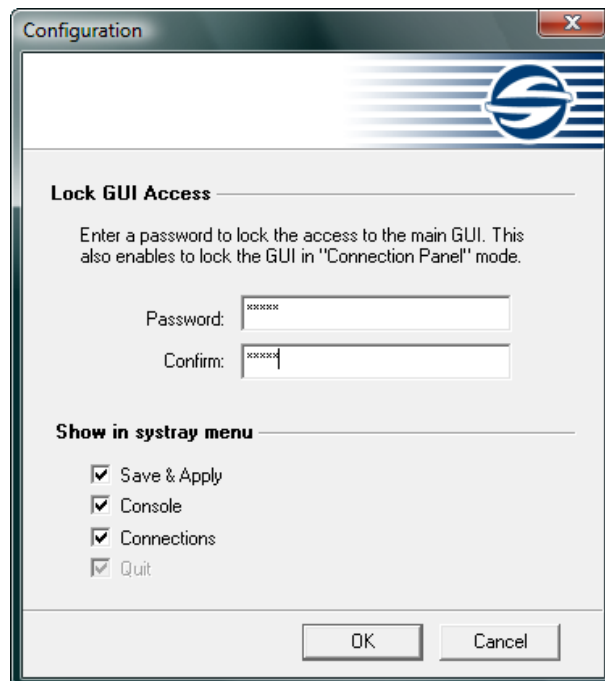 Configuration
Lock GUI Access
Enter a password to lock the access to the main GUI. This
also enables to lock the GUI in "Connection Panel" mode.
Password: xxxxx
Confirm: xxxxx
Show in systray menu
Save & Apply
Console
Connections
Quit
OK Cancel